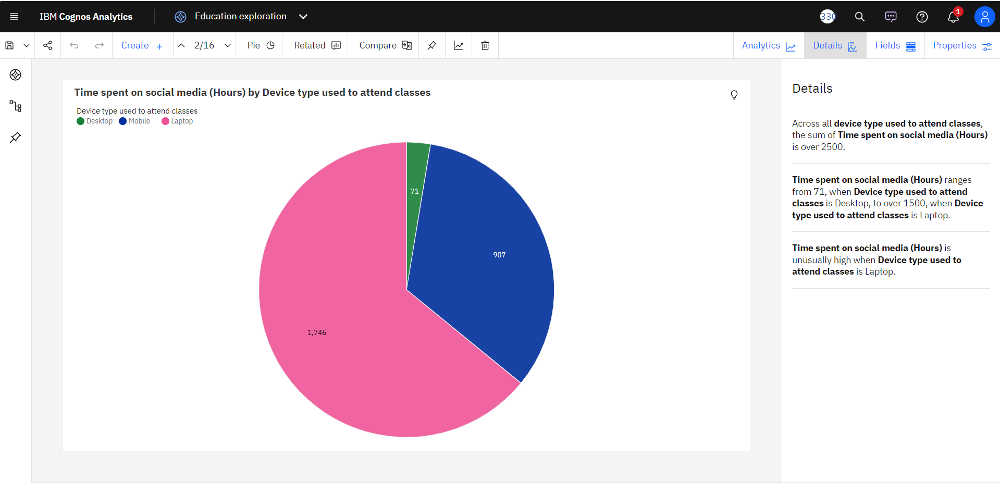 IBM Cognos Analytics
Education exploration
330
1
Create +
2/16
Pie
Related
Compare
Analytics
Details
Fields
Properties
Time spent on social media (Hours) by Device type used to attend classes
Device type used to attend classes
Desktop Mobile Laptop
71
907
1,746
Details
Across all device type used to attend classes,
the sum of Time spent on social media (Hours)
is over 2500.
Time spent on social media (Hours) ranges
from 71, when Device type used to attend
classes is Desktop, to over 1500, when Device
type used to attend classes is Laptop.
Time spent on social media (Hours) is
unusually high when Device type used to
attend classes is Laptop.